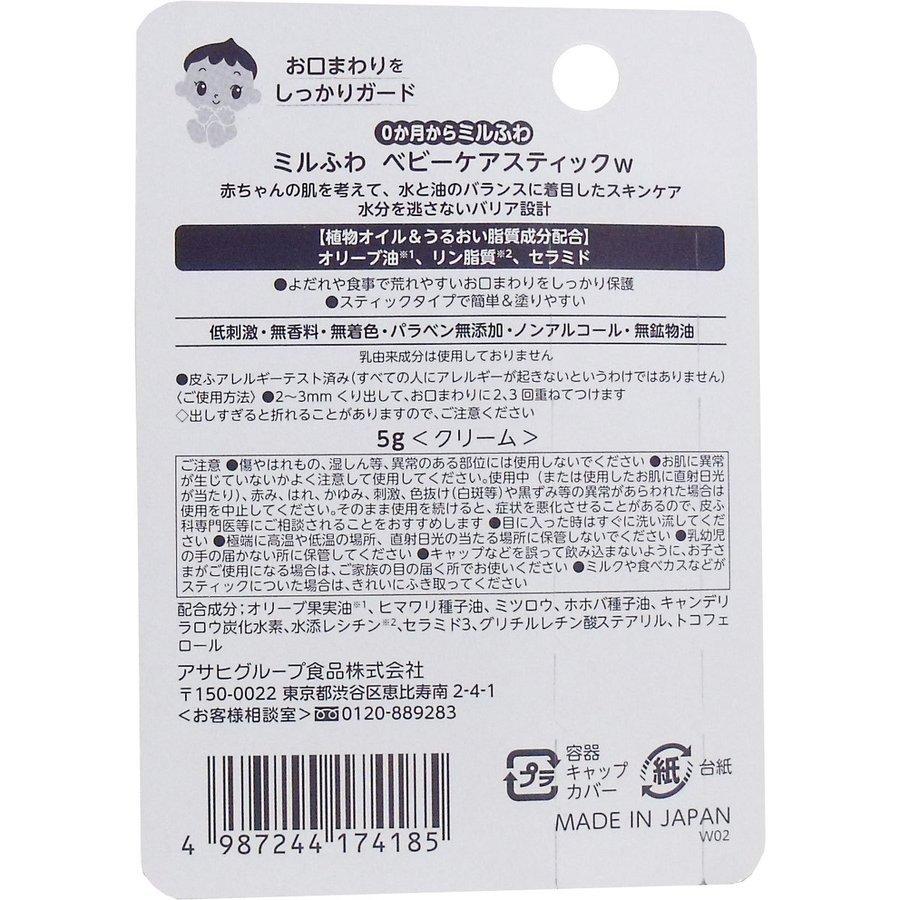 お口まわりを
しっかりガード
0か月からミルふわ
ミルふわ ベビーケアスティックw
赤ちゃんの肌を考えて、水と油のバランスに着目したスキンケア
水分を逃さないバリア設計
【植物オイル&うるおい脂質成分配合】
オリーブ油※1、リン脂質※2、セラミド
●よだれや食事で荒れやすいお口まわりをしっかり保護
●スティックタイプで簡単&塗りやすい
低刺激・無香料・無着色・パラベン無添加・ノンアルコール・無鉱物油
乳由来成分は使用しておりません
●皮ふアレルギーテスト済み(すべての人にアレルギーが起きないというわけではありません)
〈ご使用方法〉●2〜3mmくり出して、お口まわりに2、3回重ねてつけます
◇出しすぎると折れることがありますので、ご注意ください
5g<クリーム>
ご注意 ●傷やはれもの、湿しん等、異常のある部位には使用しないでください ●お肌に異常
が生じていないかよく注意して使用してください。使用中(または使用したお肌に直射日光
が当たり)、赤み、はれ、かゆみ、刺激、色抜け(白斑等)や黒ずみ等の異常があらわれた場合は
使用を中止してください。そのまま使用を続けると、症状を悪化させることがあるので、皮ふ
科専門医等にご相談されることをおすすめします ●目に入った時はすぐに洗い流してくだ
さい ●極端に高温や低温の場所、直射日光の当たる場所に保管しないでください ●乳幼児
の手の届かない所に保管してください ●キャップなどを誤って飲み込まないように、お子さ
まがご使用になる場合は、ご家族の目の届く所でお使いください ●ミルクや食べカスなどが
スティックについた場合は、きれいにふき取ってください
配合成分;オリーブ果実油※1、ヒマワリ種子油、ミツロウ、ホホバ種子油、キャンデリ
ラロウ炭化水素、水添レシチン※2、セラミド3、グリチルレチン酸ステアリル、トコフェ
ロール
アサヒグループ食品株式会社
〒150-0022 東京都渋谷区恵比寿南2-4-1
<お客様相談室>0120-889283
プラ
容器
キャップ
カバー
紙
台紙
MADE IN JAPAN
W02
4 987244 174185